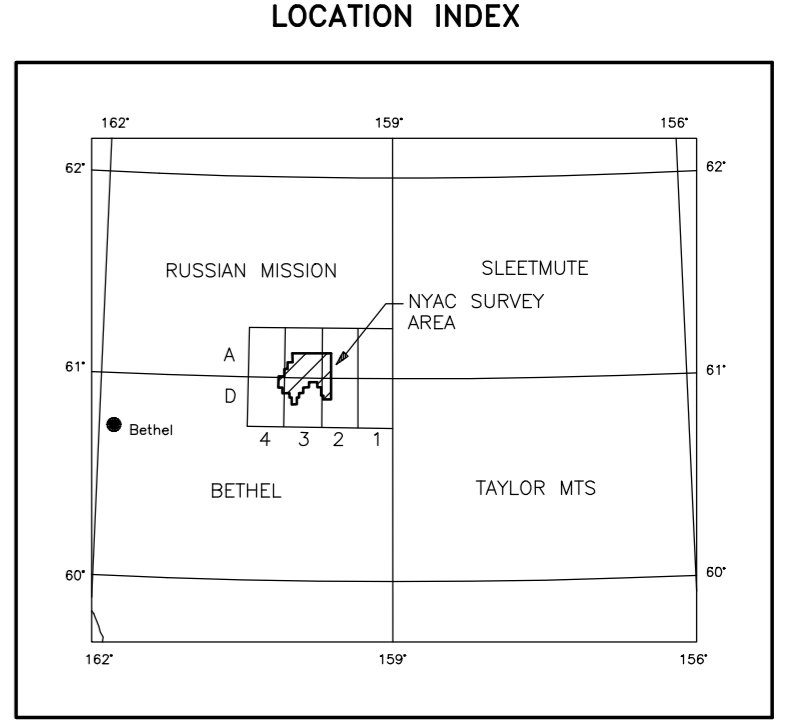 LOCATION INDEX
162°
159°
156°
62°
62°
RUSSIAN MISSION
SLEETMUTE
NYAC SURVEY
AREA
A
61°
61°
D
Bethel
4
3
2
1
BETHEL
TAYLOR MTS
60°
60°
162°
159°
156°